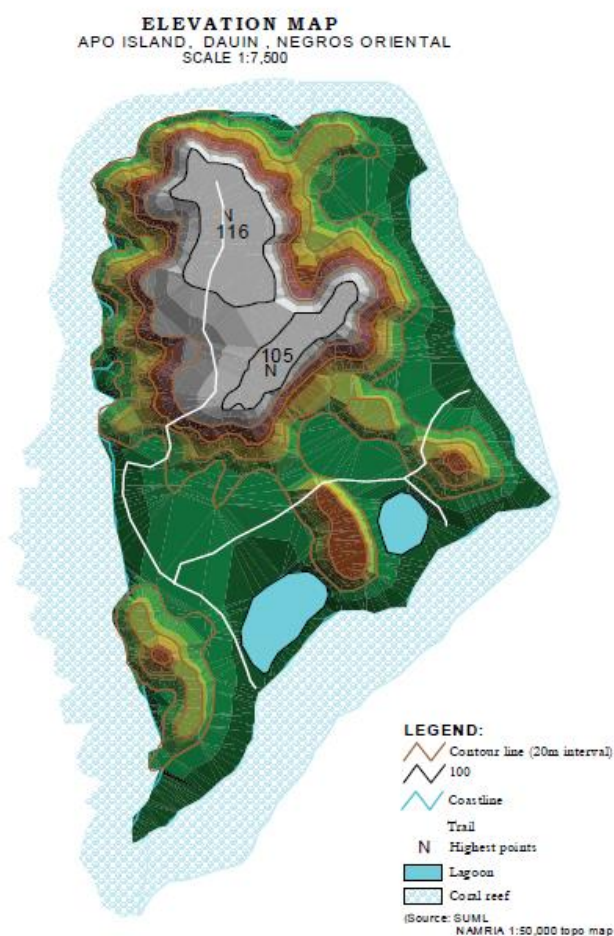 ELEVATION MAP
APO ISLAND, DAUIN , NEGROS ORIENTAL
SCALE 1:7,500
N
116
105
N
LEGEND:
Contour line (20m interval)
100
Coastline
Trail
N Highest points
Lagoon
Coral reef
(Source: SUML
NAMRIA 1:50,000 topo map